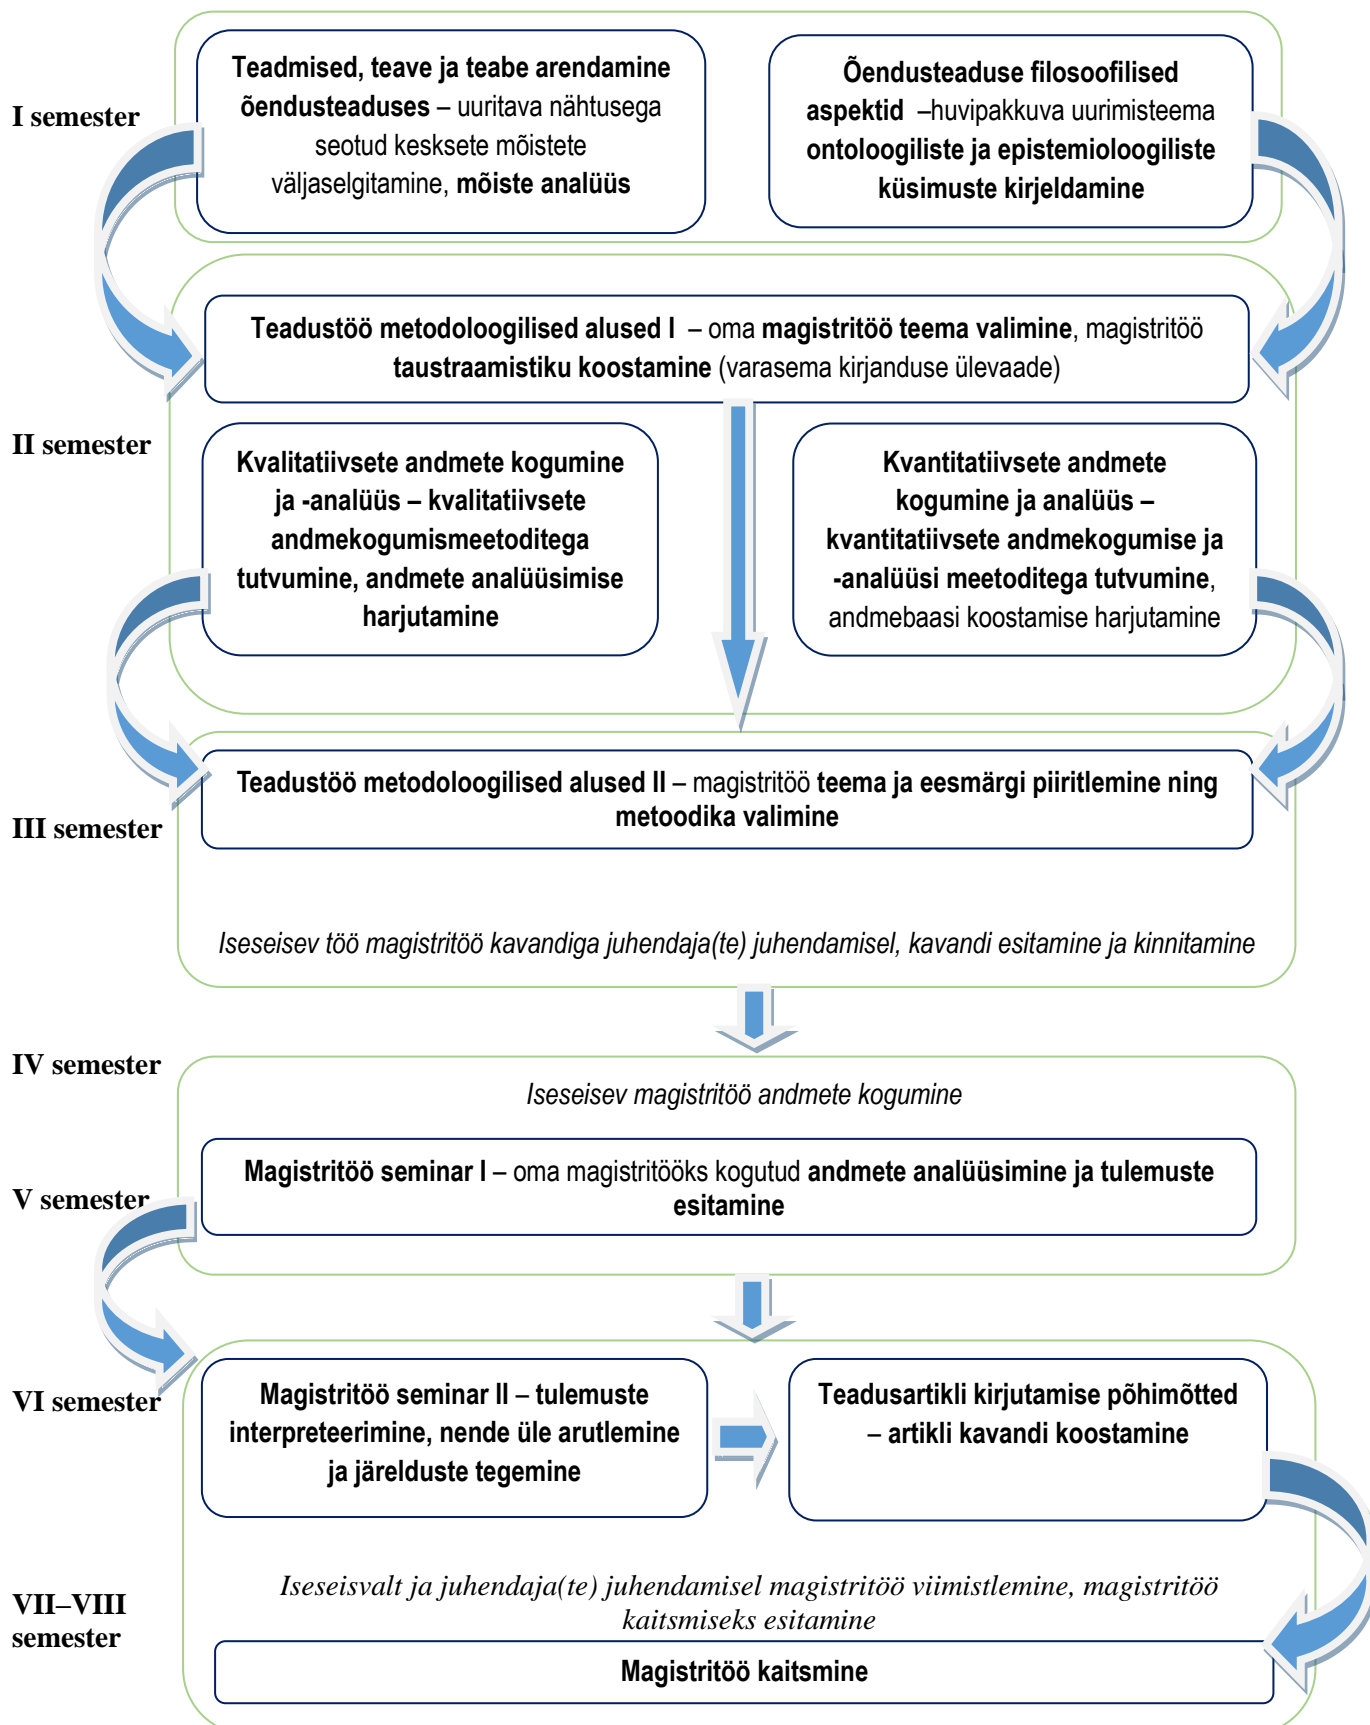 I semester
Teadmised, teave ja teabe arendamine
õendusteaduses – uuritava nähtusega
seotud kesksete mõistete
väljaselgitamine, mõiste analüüs
Õendusteaduse filosoofilised
aspektid –huvipakkuva uurimisteema
ontoloogiliste ja epistemioloogiliste
küsimuste kirjeldamine
Teadustöö metodoloogilised alused I – oma magistritöö teema valimine, magistritöö
taustraamistiku koostamine (varasema kirjanduse ülevaade)
II semester
Kvalitatiivsete andmete kogumine
ja -analüüs – kvalitatiivsete
andmekogumismeetoditega
tutvumine, andmete analüüsimise
harjutamine
Kvantitatiivsete andmete
kogumine ja analüüs –
kvantitatiivsete andmekogumise ja
-analüüsi meetoditega tutvumine,
andmebaasi koostamise harjutamine
Teadustöö metodoloogilised alused II – magistritöö teema ja eesmärgi piiritlemine ning
metoodika valimine
III semester
Iseseisev töö magistritöö kavandiga juhendaja(te) juhendamisel, kavandi esitamine ja kinnitamine
IV semester
Iseseisev magistritöö andmete kogumine
Magistritöö seminar I – oma magistritööks kogutud andmete analüüsimine ja tulemuste
esitamine
V semester
VI semester
Magistritöö seminar II – tulemuste
interpreteerimine, nende üle arutlemine
ja järelduste tegemine
Teadusartikli kirjutamise põhimõtted
– artikli kavandi koostamine
VII–VIII
semester
Iseseisvalt ja juhendaja(te) juhendamisel magistritöö viimistlemine, magistritöö
kaitsmiseks esitamine
Magistritöö kaitsmine